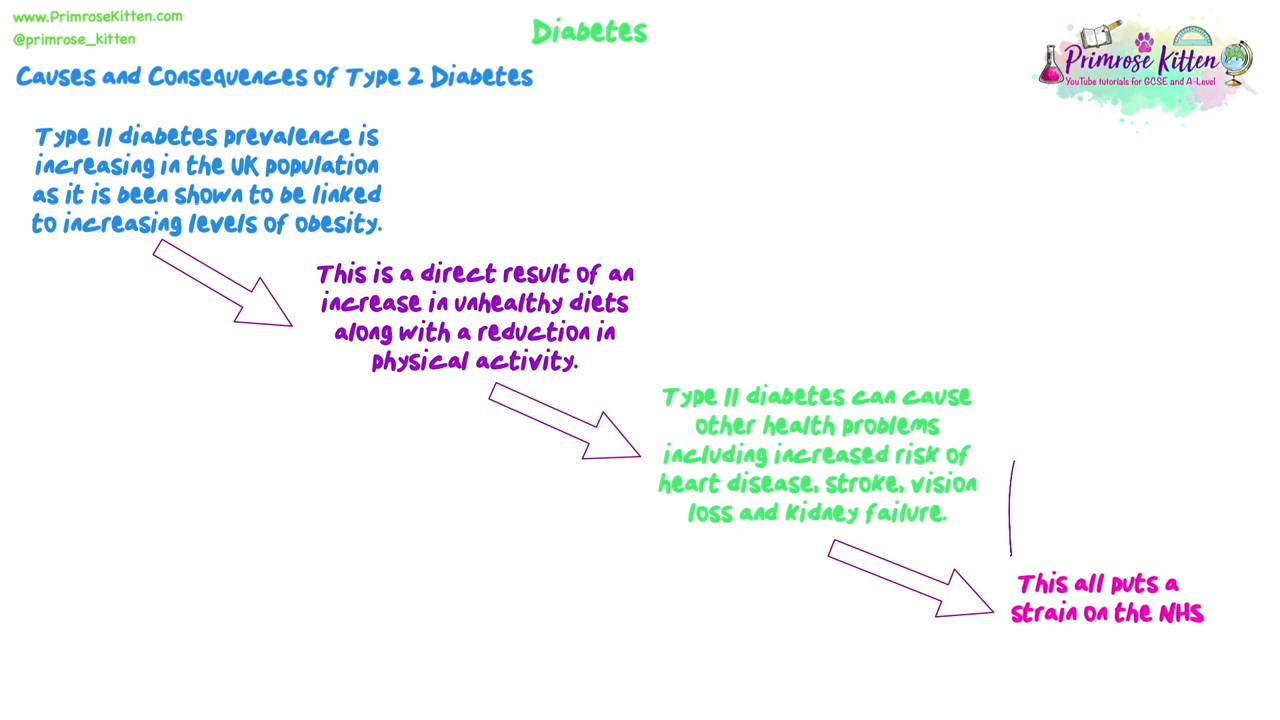 www.PrimroseKitten.com
@primrose_kitten
Diabetes
Primrose Kitten
YouTube tutorials for GCSE and A-Level
Causes and Consequences of Type 2 Diabetes
Type II diabetes prevalence is
increasing in the UK population
as it is been shown to be linked
to increasing levels of obesity.
This is a direct result of an
increase in unhealthy diets
along with a reduction in
physical activity.
Type II diabetes can cause
other health problems
including increased risk of
heart disease, stroke, vision
loss and kidney failure.
This all puts a
strain on the NHS